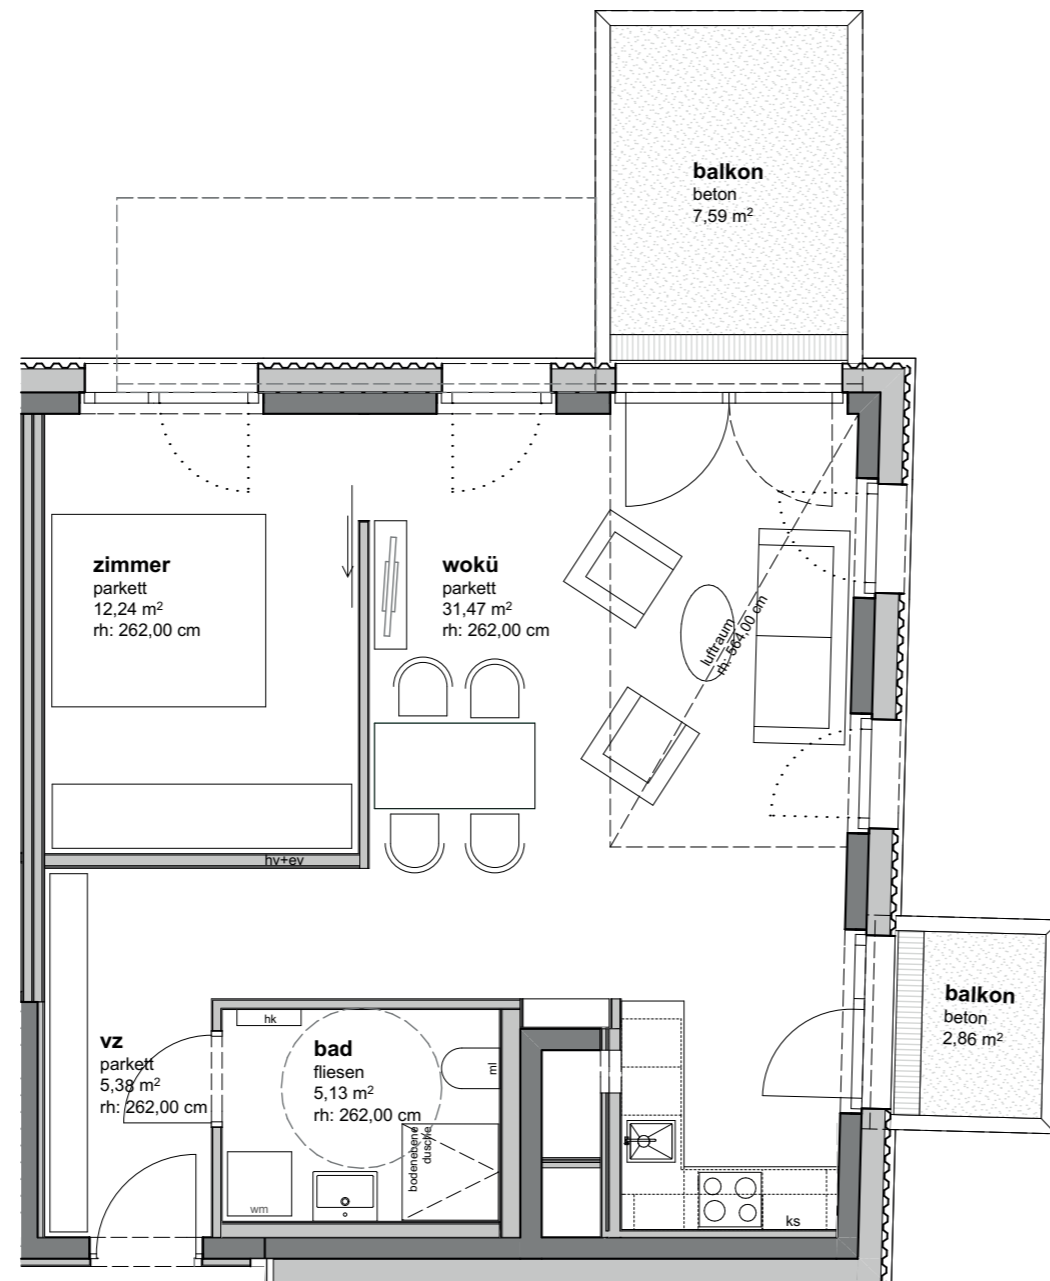 balkon
beton
7,59 m²
zimmer
parkett
12,24 m²
rh: 262,00 cm
wokü
parkett
31,47 m²
rh: 262,00 cm
luftraum
rh: 564,00 cm
hv+ev
balkon
beton
2,86 m²
vz
parkett
5,38 m²
rh: 262,00 cm
hk
bad
fliesen
5,13 m²
rh: 262,00 cm
ml
bodenebene
dusche
wm
ks